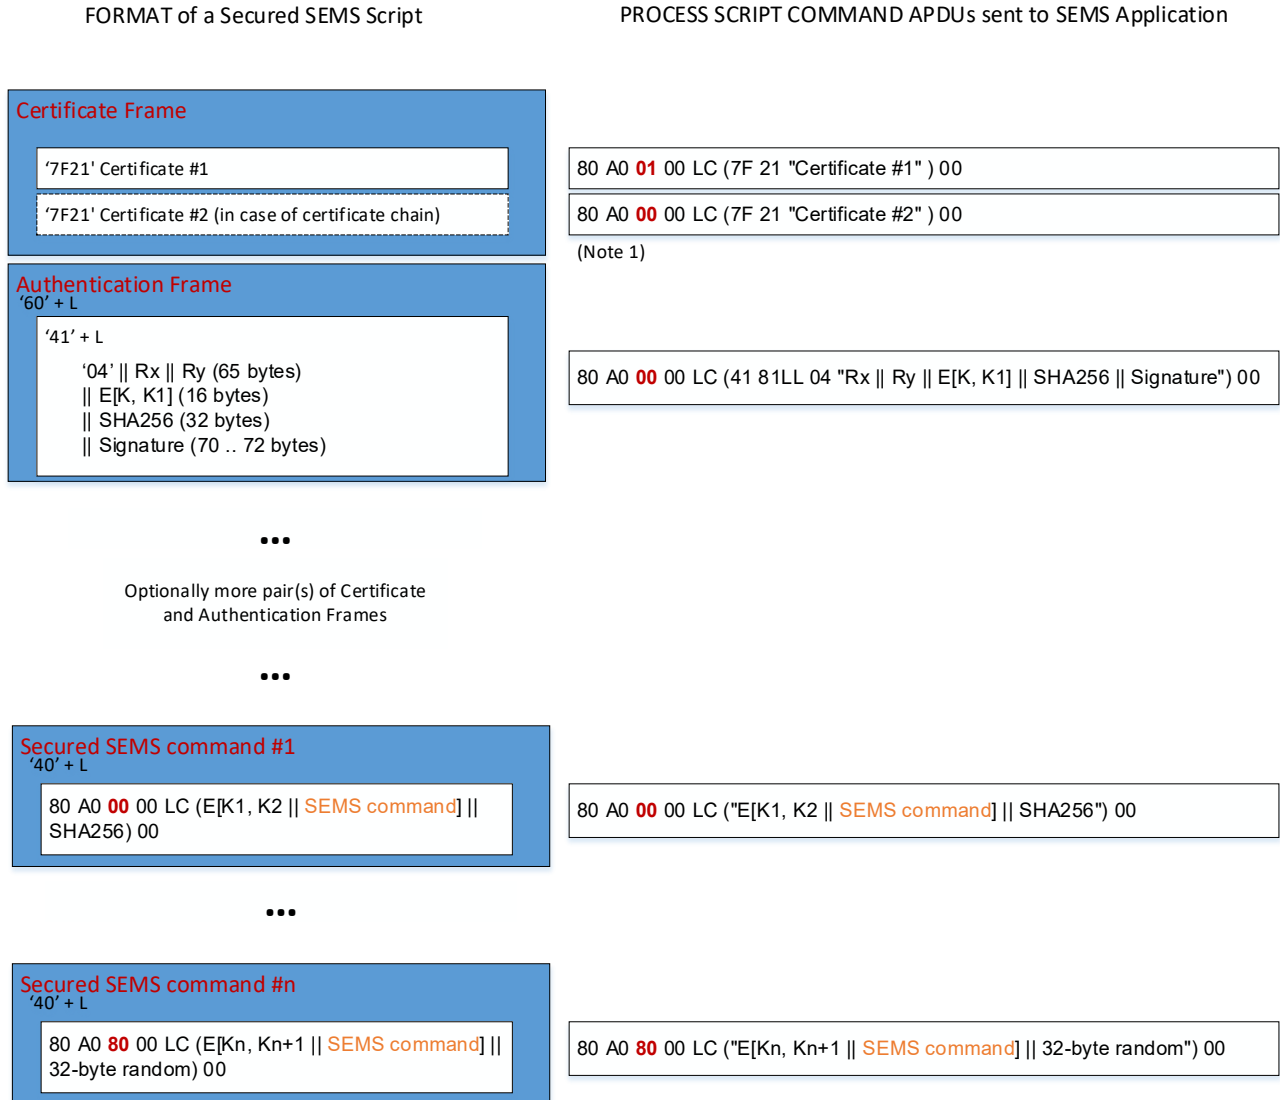 FORMAT of a Secured SEMS Script
PROCESS SCRIPT COMMAND APDUs sent to SEMS Application
Certificate Frame
‘7F21' Certificate #1
80 A0 01 00 LC (7F 21 "Certificate #1" ) 00
‘7F21' Certificate #2 (in case of certificate chain)
80 A0 00 00 LC (7F 21 "Certificate #2" ) 00
(Note 1)
Authentication Frame
‘60’ + L
‘41’ + L
‘04’ || Rx || Ry (65 bytes)
|| E[K, K1] (16 bytes)
|| SHA256 (32 bytes)
|| Signature (70 .. 72 bytes)
80 A0 00 00 LC (41 81LL 04 "Rx || Ry || E[K, K1] || SHA256 || Signature") 00
...
Optionally more pair(s) of Certificate
and Authentication Frames
...
Secured SEMS command #1
‘40’ + L
80 A0 00 00 LC (E[K1, K2 || SEMS command] ||
SHA256) 00
80 A0 00 00 LC ("E[K1, K2 || SEMS command] || SHA256") 00
...
Secured SEMS command #n
‘40’ + L
80 A0 80 00 LC (E[Kn, Kn+1 || SEMS command] ||
32-byte random) 00
80 A0 80 00 LC ("E[Kn, Kn+1 || SEMS command] || 32-byte random") 00